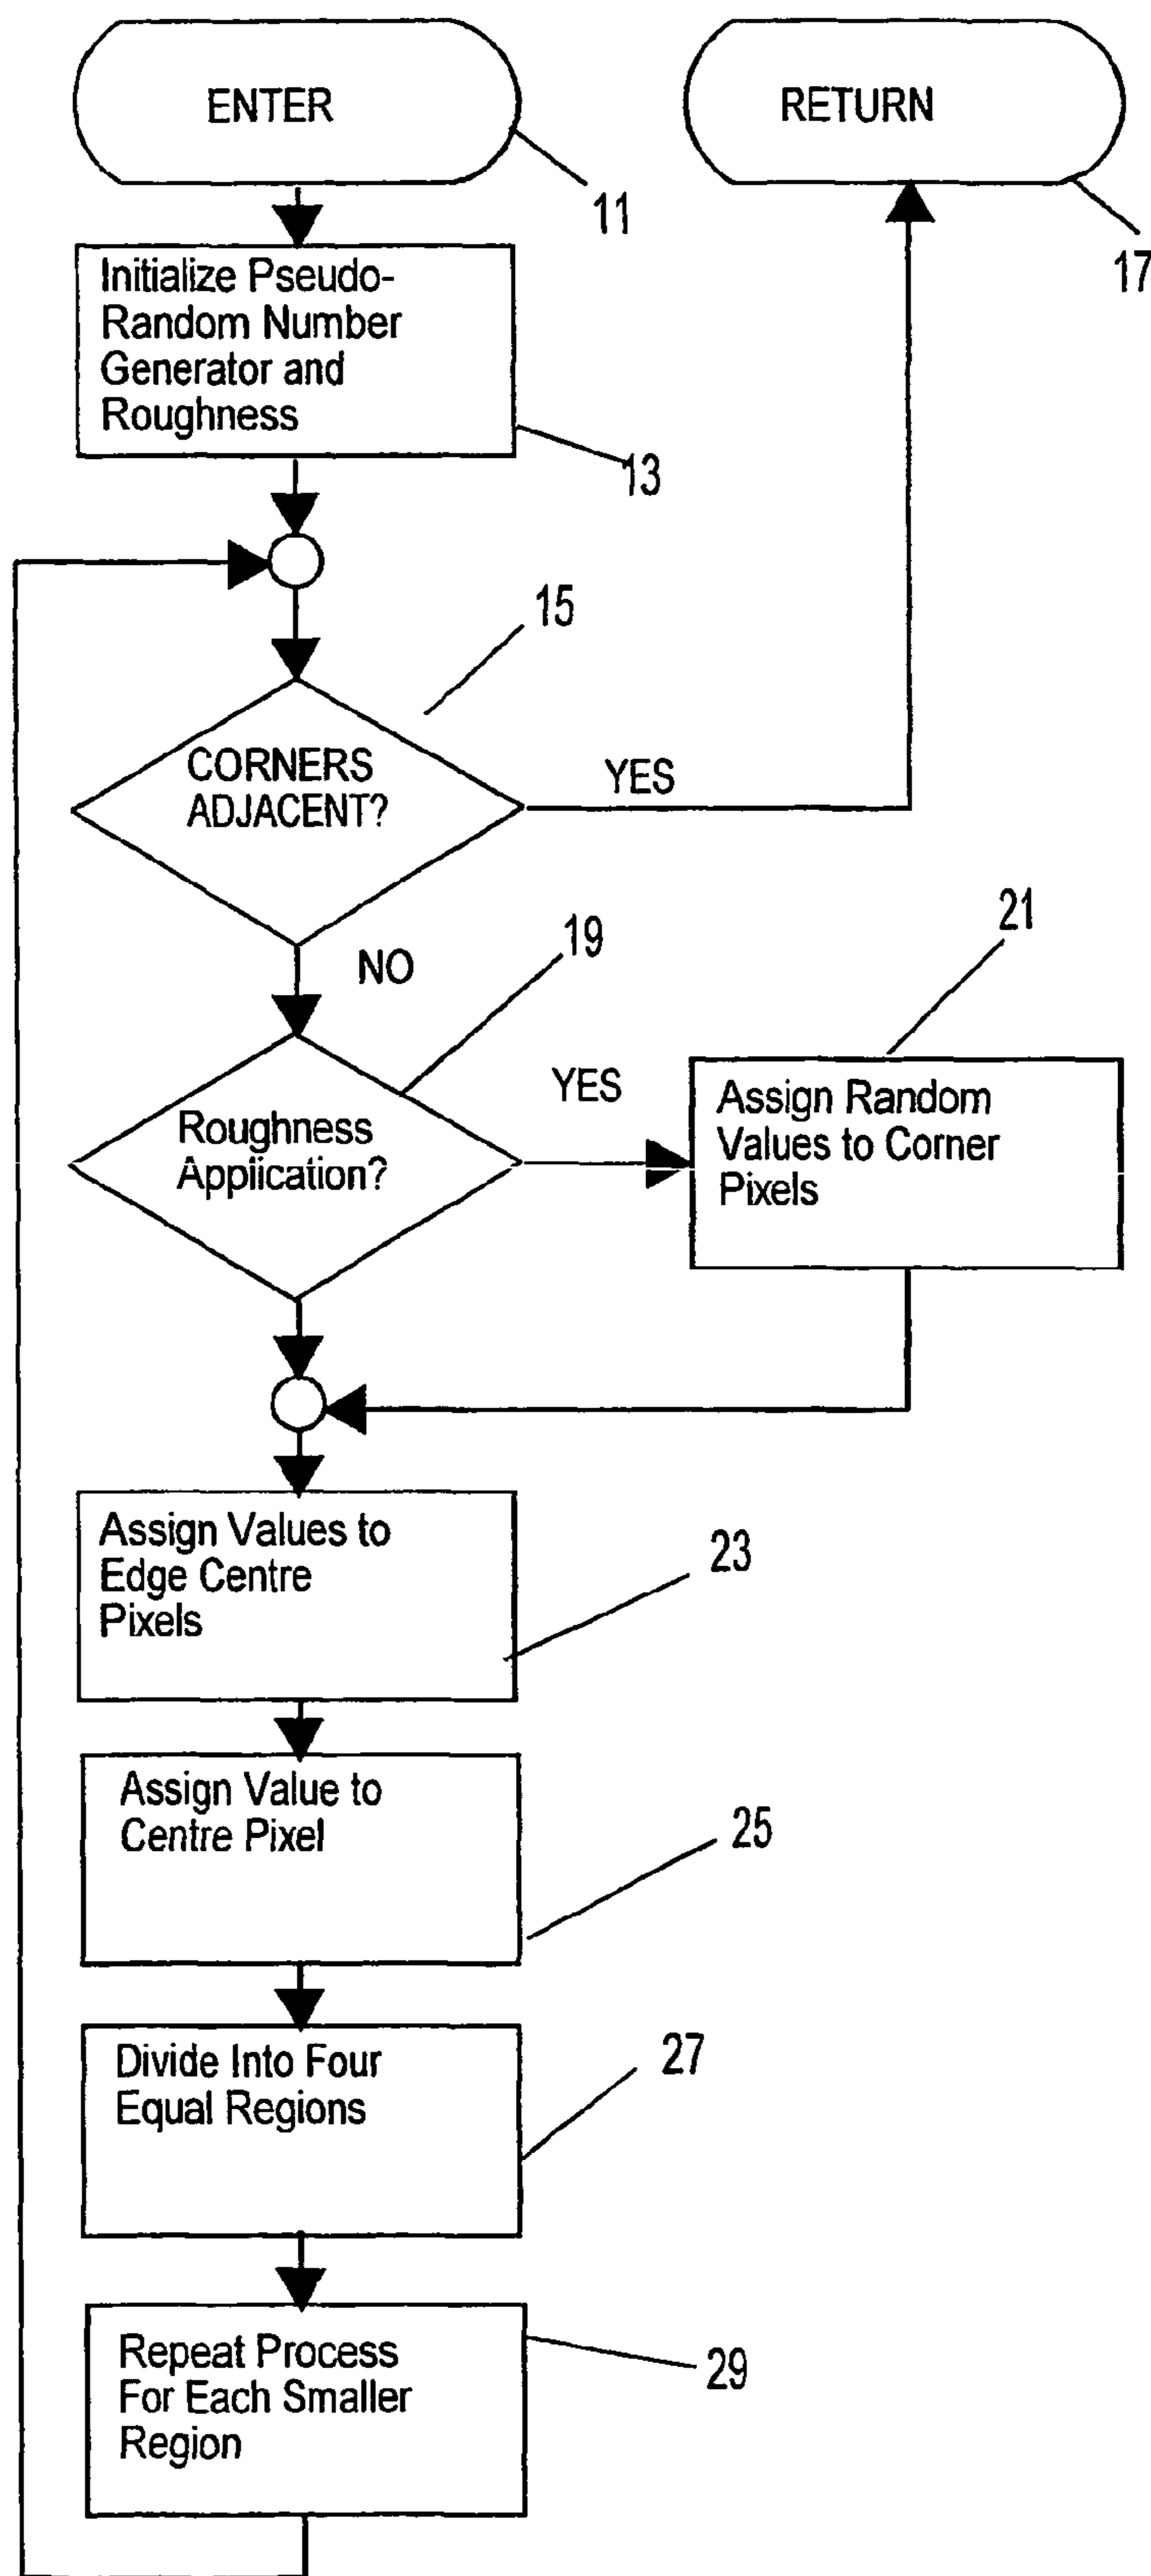 ENTER
11
RETURN
17
Initialize Pseudo-
Random Number
Generator and
Roughness
13
15
CORNERS
ADJACENT?
YES
NO
19
21
Roughness
Application?
YES
Assign Random
Values to Corner
Pixels
Assign Values to
Edge Centre
Pixels
23
Assign Value to
Centre Pixel
25
Divide Into Four
Equal Regions
27
Repeat Process
For Each Smaller
Region
29